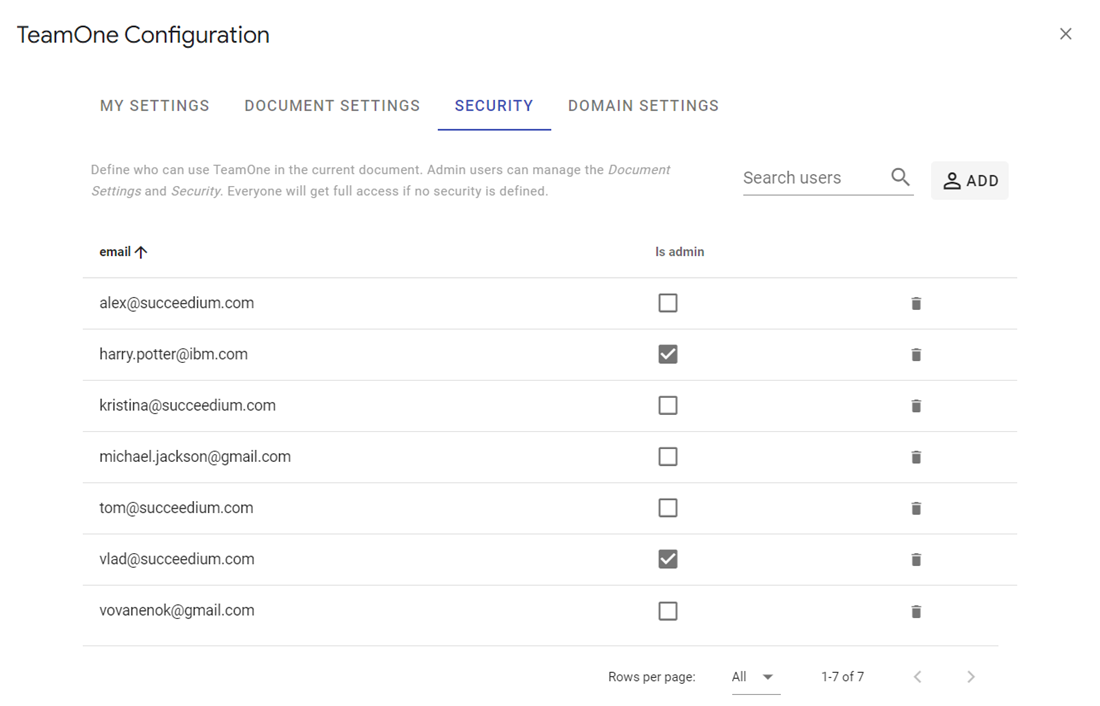 TeamOne Configuration
MY SETTINGS DOCUMENT SETTINGS SECURITY DOMAIN SETTINGS
Define who can use TeamOne in the current document. Admin users can manage the Document
Settings and Security. Everyone will get full access if no security is defined.
Search users
ADD
email Is admin
alex@succeedium.com
harry.potter@ibm.com
kristina@succeedium.com
michael.jackson@gmail.com
tom@succeedium.com
vlad@succeedium.com
vovanenok@gmail.com
Rows per page: All 1-7 of 7